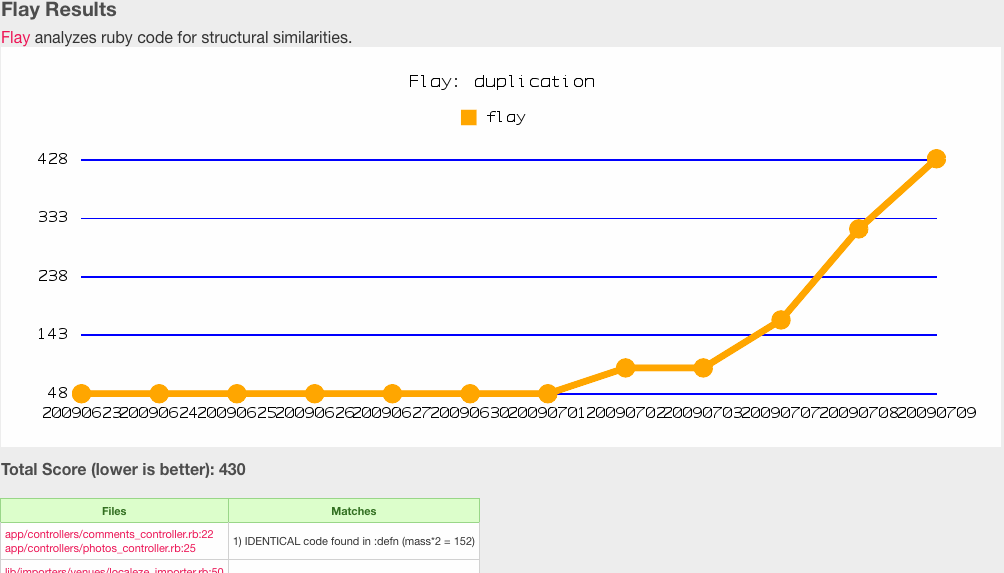 Flay Results
Flay analyzes ruby code for structural similarities.
Flay: duplication
flay
428
333
238
143
48
20090623 20090624 20090625 20090626 20090627 20090630 20090701 20090702 20090703 20090707 20090708 20090709
Total Score (lower is better): 430
Files Matches
app/controllers/comments_controller.rb:22
app/controllers/photos_controller.rb:25
1) IDENTICAL code found in :defn (mass*2 = 152)
lib/importers/venues/localeze_importer.rb:50